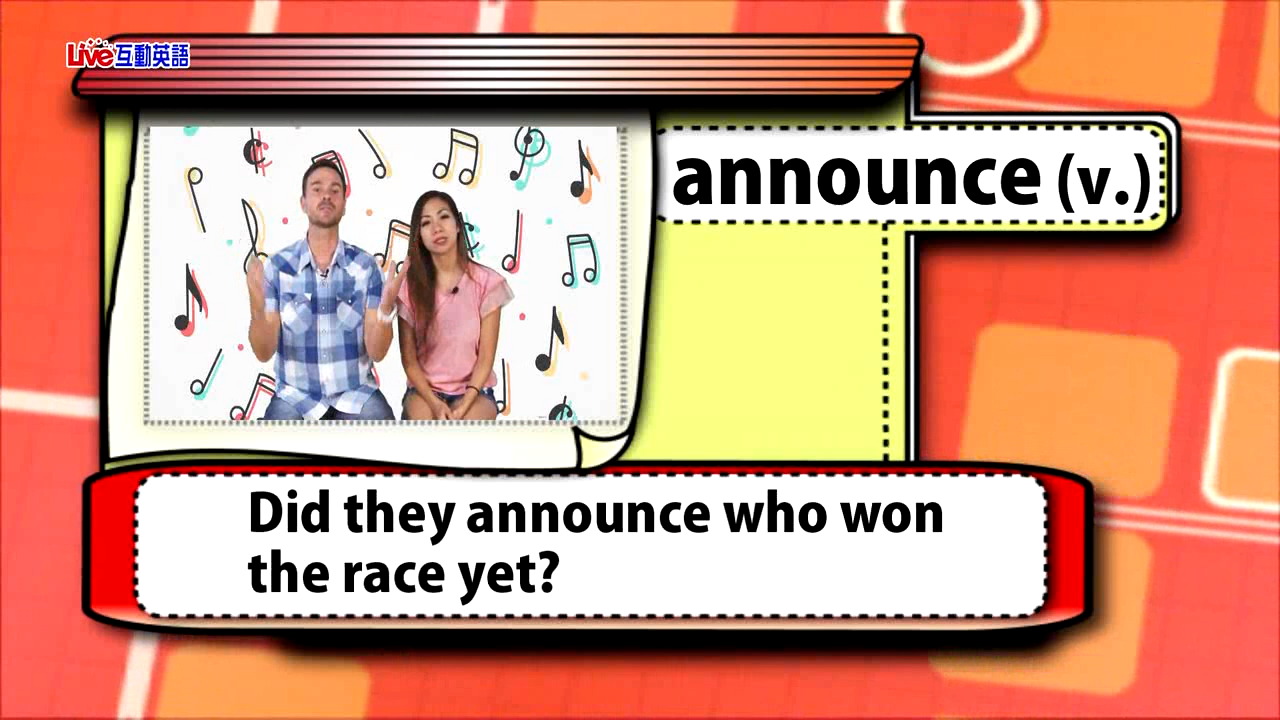 Live互動英語
announce (v.)
Did they announce who won
the race yet?